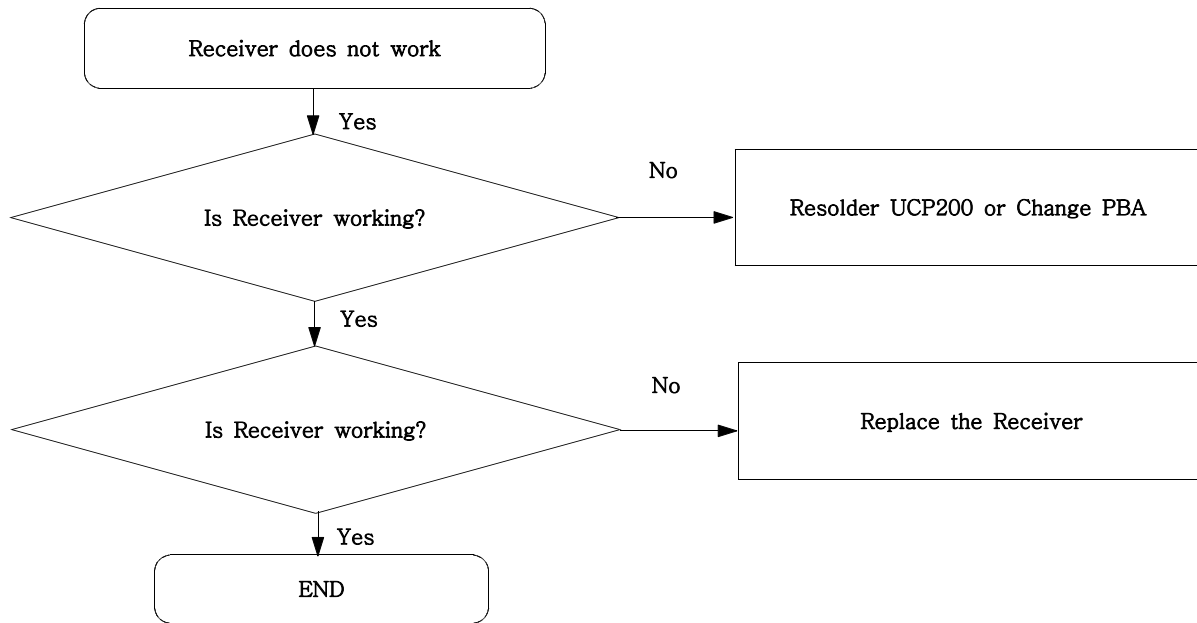 Receiver does not work
Yes
Is Receiver working?
No
Resolder UCP200 or Change PBA
Yes
Is Receiver working?
No
Replace the Receiver
Yes
END